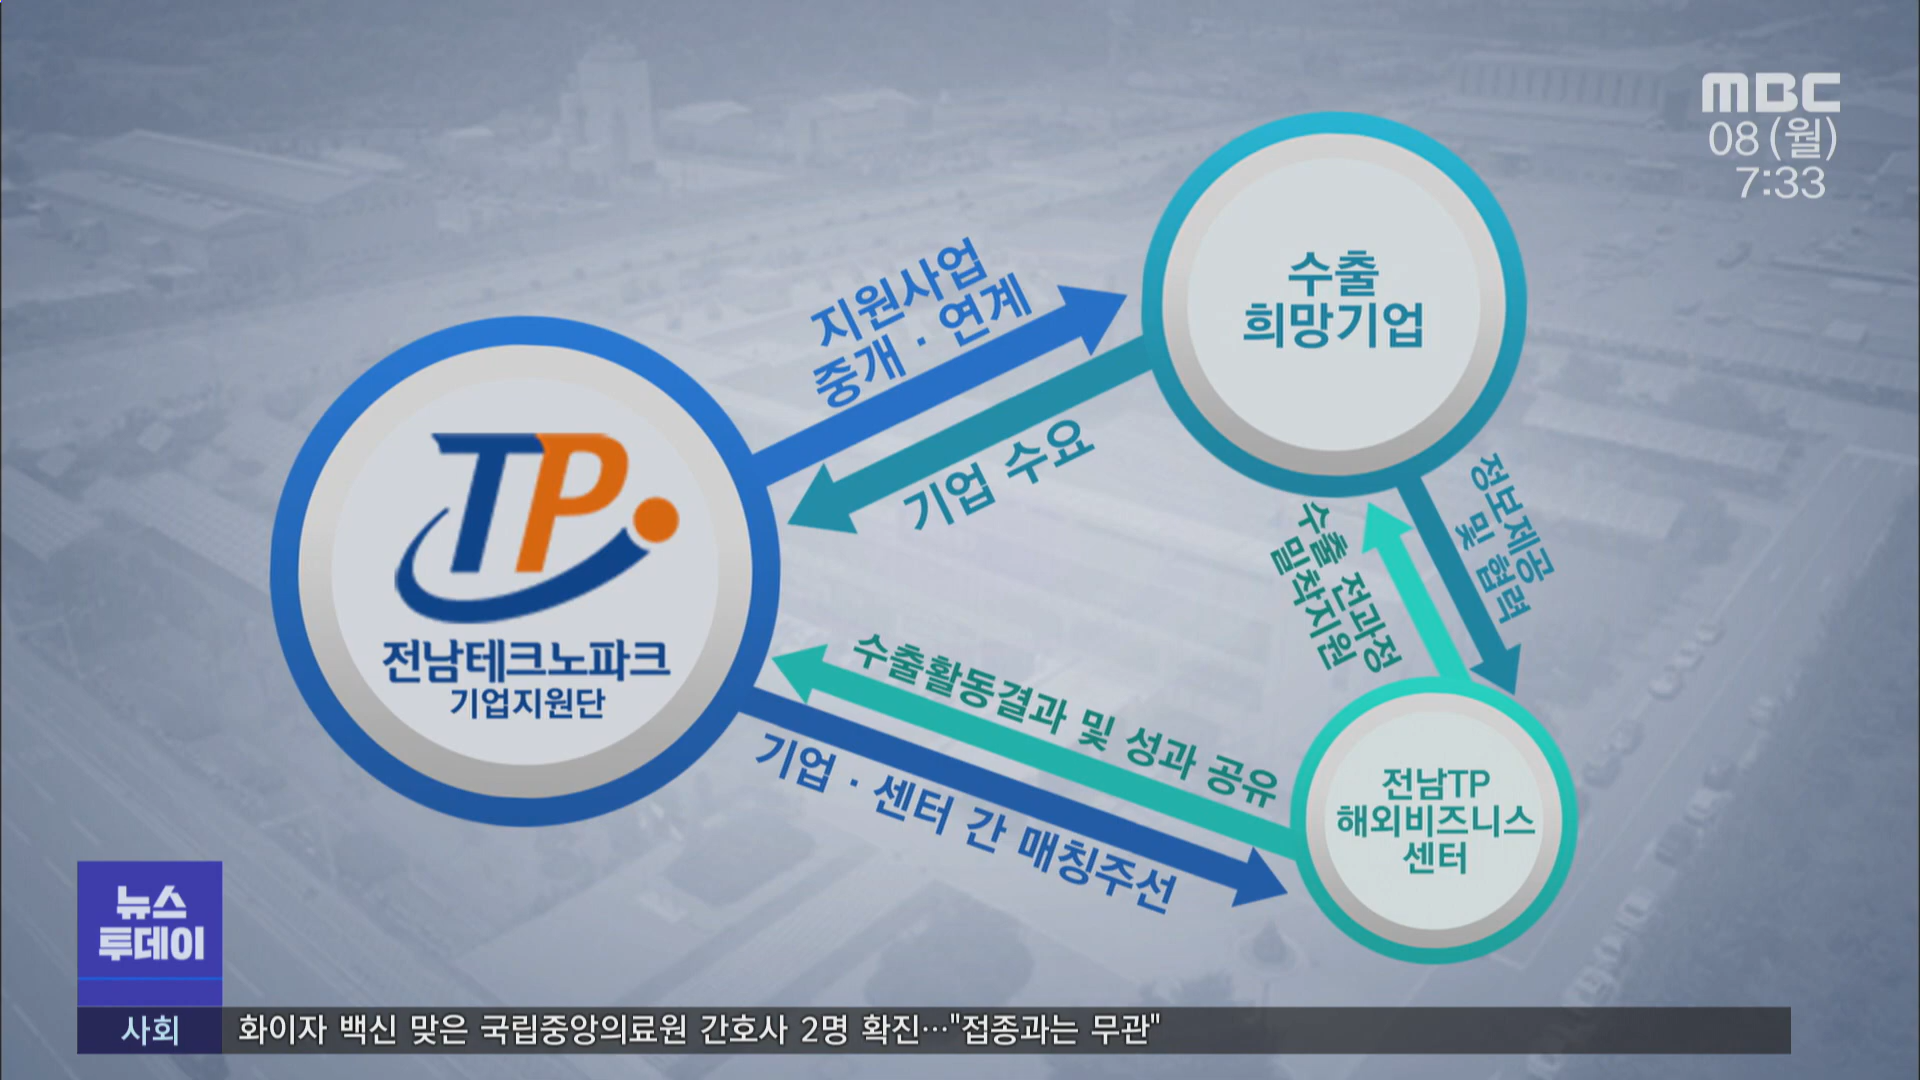 MBC
08(월)
7:33
수출
희망기업
지원사업
중개 · 연계
기업 수요
TP
전남테크노파크
기업지원단
정보제공
및 협력
수출 전과정
밀착지원
수출활동결과 및 성과 공유
기업 · 센터 간 매칭주선
전남TP
해외비즈니스
센터
뉴스
투데이
사회
화이자 백신 맞은 국립중앙의료원 간호사 2명 확진…"접종과는 무관"